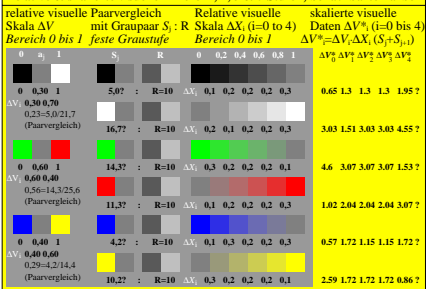 relative visuelle Paarvergleich Relative visuelle skalierte visuelle
Skala ΔV mit Graupaar Sj : R Skala ΔXi (i=0 to 4) Daten ΔV*i (i=0 bis 4)
Bereich 0 bis 1 feste Graustufe Bereich 0 bis 1 ΔV*i=ΔVi·ΔXi (Sj+Sj+1)
0 aj 1 Sj R 0 0,2 0,4 0,6 0,8 1 ΔV*0 ΔV*1 ΔV*2 ΔV*3 ΔV*4
0 0,30 1 5,0? : R=10 ΔXi 0,1 0,2 0,2 0,2 0,3 0.65 1.3 1.3 1.3 1.95 ?
ΔVj 0,30 0,70
0,23=5,0/21,7
(Paarvergleich) 16,7? : R=10 ΔXi 0,2 0,1 0,2 0,2 0,3 3.03 1.51 3.03 3.03 4.55 ?
0 0,60 1 14,3? : R=10 ΔXi 0,3 0,2 0,2 0,2 0,1 4.6 3.07 3.07 3.07 1.53 ?
ΔVj 0,60 0,40
0,56=14,3/25,6
(Paarvergleich) 11,3? : R=10 ΔXi 0,1 0,2 0,2 0,2 0,3 1.02 2.04 2.04 2.04 3.07 ?
0 0,40 1 4,2? : R=10 ΔXi 0,1 0,3 0,2 0,2 0,3 0.57 1.72 1.15 1.15 1.72 ?
ΔVj 0,40 0,60
0,29=4,2/14,4
(Paarvergleich) 10,2? : R=10 ΔXi 0,3 0,2 0,2 0,2 0,1 2.59 1.72 1.72 1.72 0.86 ?